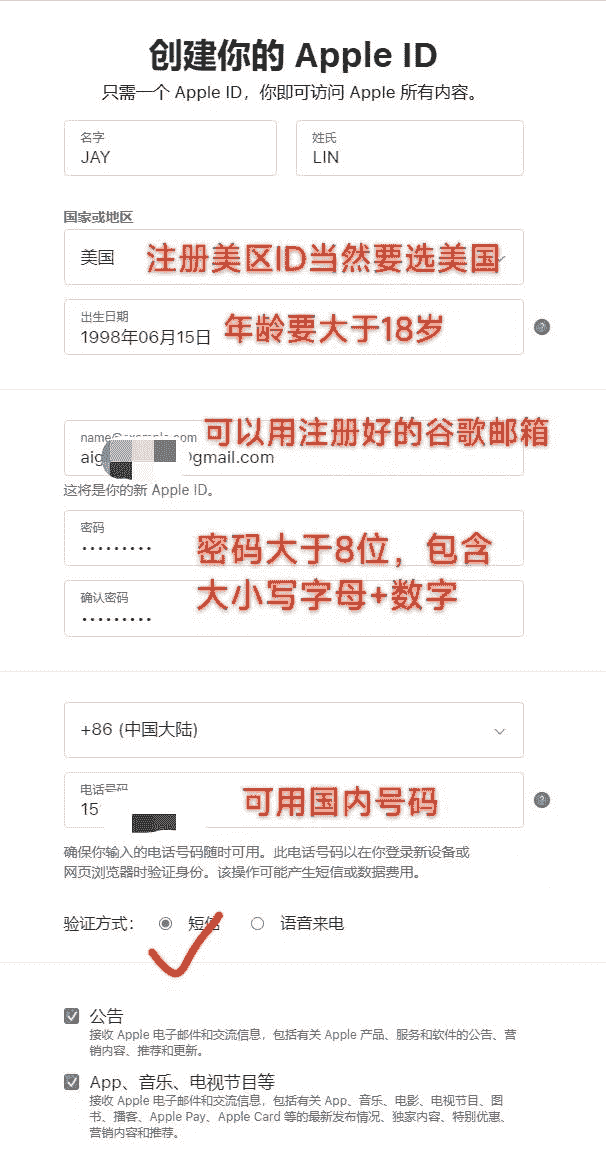 创建你的 Apple ID
只需一个 Apple ID，你即可访问 Apple 所有内容。
名字
JAY
姓氏
LIN
国家或地区
美国
注册美区ID当然要选美国
出生日期
1998年06月15日
年龄要大于18岁
name@example.com
可以用注册好的谷歌邮箱
aig gmail.com
这将是你的新 Apple ID。
密码
•••••••••
密码大于8位，包含
大小写字母+数字
确认密码
•••••••••
+86 (中国大陆)
电话号码
15
可用国内号码
确保你输入的电话号码随时可用。此电话号码以在你登录新设备或
网页浏览器时验证身份。该操作可能产生短信或数据费用。
验证方式： 短信 语音来电
公告
接收 Apple 电子邮件和交流信息，包括有关 Apple 产品、服务和软件的公告、营
销内容、推荐和更新。
App、音乐、电视节目等
接收 Apple 电子邮件和交流信息，包括有关 App、音乐、电影、电视节目、图
书、播客、Apple Pay、Apple Card 等的最新发布情况、独家内容、特别优惠、
营销内容和推荐。